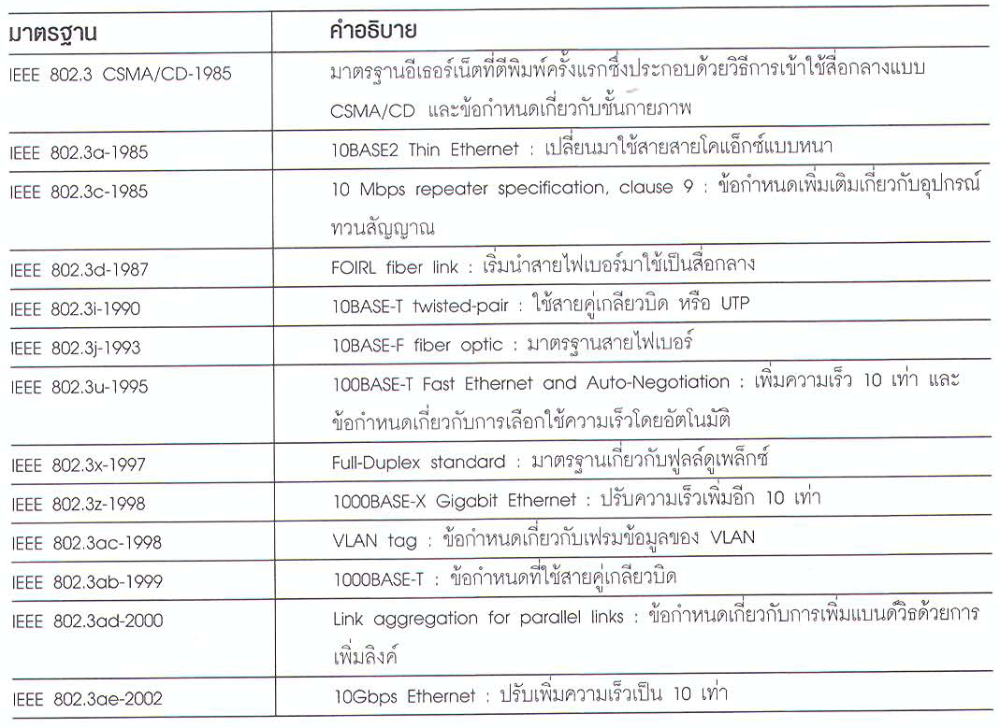 มาตรฐาน คำอธิบาย
IEEE 802.3 CSMA/CD-1985 มาตรฐานอีเธอร์เน็ตที่ตีพิมพ์ครั้งแรกซึ่งประกอบด้วยวิธีการเข้าใช้สื่อกลางแบบ
CSMA/CD และข้อกำหนดเกี่ยวกับชั้นกายภาพ
IEEE 802.3a-1985 10BASE2 Thin Ethernet : เปลี่ยนมาใช้สายสายโคแอ็กซ์แบบหนา
IEEE 802.3c-1985 10 Mbps repeater specification, clause 9 : ข้อกำหนดเพิ่มเติมเกี่ยวกับอุปกรณ์
ทวนสัญญาณ
IEEE 802.3d-1987 FOIRL fiber link : เริ่มนำสายไฟเบอร์มาใช้เป็นสื่อกลาง
IEEE 802.3i-1990 10BASE-T twisted-pair : ใช้สายคู่เกลียวบิด หรือ UTP
IEEE 802.3j-1993 10BASE-F fiber optic : มาตรฐานสายไฟเบอร์
IEEE 802.3u-1995 100BASE-T Fast Ethernet and Auto-Negotiation : เพิ่มความเร็ว 10 เท่า และ
ข้อกำหนดเกี่ยวกับการเลือกใช้ความเร็วโดยอัตโนมัติ
IEEE 802.3x-1997 Full-Duplex standard : มาตรฐานเกี่ยวกับฟูลล์ดูเพล็กซ์
IEEE 802.3z-1998 1000BASE-X Gigabit Ethernet : ปรับความเร็วเพิ่มอีก 10 เท่า
IEEE 802.3ac-1998 VLAN tag : ข้อกำหนดเกี่ยวกับเฟรมข้อมูลของ VLAN
IEEE 802.3ab-1999 1000BASE-T : ข้อกำหนดที่ใช้สายคู่เกลียวบิด
IEEE 802.3ad-2000 Link aggregation for parallel links : ข้อกำหนดเกี่ยวกับการเพิ่มแบนด์วิธด้วยการ
เพิ่มลิงค์
IEEE 802.3ae-2002 10Gbps Ethernet : ปรับเพิ่มความเร็วเป็น 10 เท่า